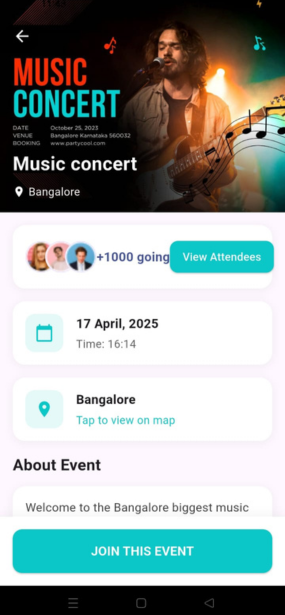 11:43
MUSIC
CONCERT
DATE October 25, 2023
VENUE Bangalore Karnataka 560032
BOOKING www.partycool.com
Music concert
Bangalore
+1000 going
View Attendees
17 April, 2025
Time: 16:14
Bangalore
Tap to view on map
About Event
Welcome to the Bangalore biggest music
JOIN THIS EVENT